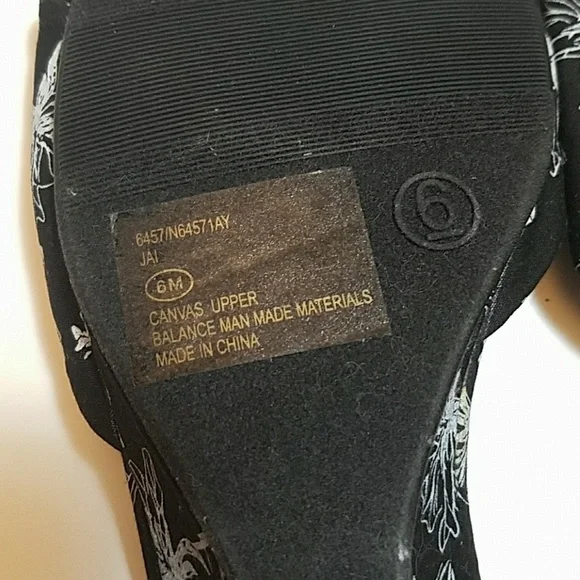 6457/N64571AY
JAI
6M
CANVAS UPPER
BALANCE MAN MADE MATERIALS
MADE IN CHINA
6